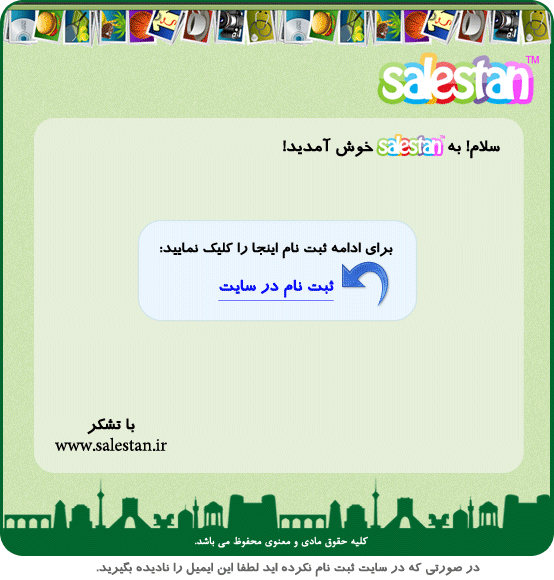 salestan™
سلام! به salestan™ خوش آمدید!
برای ادامه ثبت نام اینجا را کلیک نمایید:
ثبت نام در سایت
با تشکر
www.salestan.ir
کلیه حقوق مادی و معنوی محفوظ می باشد.
در صورتی که در سایت ثبت نام نکرده اید لطفا این ایمیل را نادیده بگیرید.